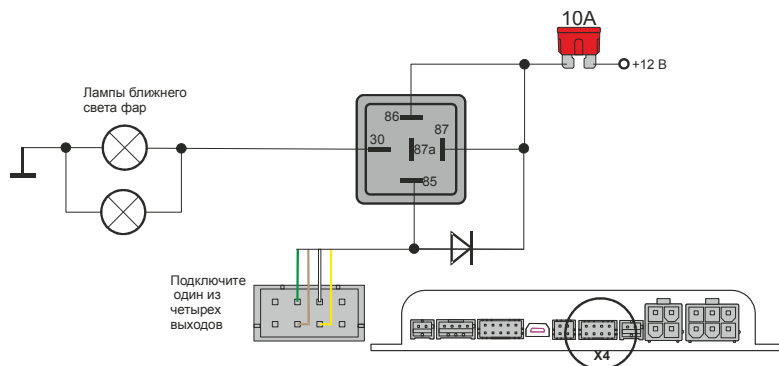 10A
+12 В
Лампы ближнего
света фар
86
30
87
87a
85
Подключите
один из
четырех
выходов
X4